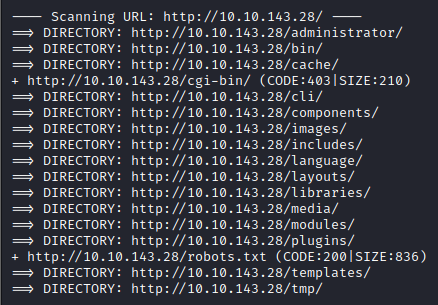 ---- Scanning URL: http://10.10.143.28/ ----
==> DIRECTORY: http://10.10.143.28/administrator/
==> DIRECTORY: http://10.10.143.28/bin/
==> DIRECTORY: http://10.10.143.28/cache/
+ http://10.10.143.28/cgi-bin/ (CODE:403|SIZE:210)
==> DIRECTORY: http://10.10.143.28/cli/
==> DIRECTORY: http://10.10.143.28/components/
==> DIRECTORY: http://10.10.143.28/images/
==> DIRECTORY: http://10.10.143.28/includes/
==> DIRECTORY: http://10.10.143.28/language/
==> DIRECTORY: http://10.10.143.28/layouts/
==> DIRECTORY: http://10.10.143.28/libraries/
==> DIRECTORY: http://10.10.143.28/media/
==> DIRECTORY: http://10.10.143.28/modules/
==> DIRECTORY: http://10.10.143.28/plugins/
+ http://10.10.143.28/robots.txt (CODE:200|SIZE:836)
==> DIRECTORY: http://10.10.143.28/templates/
==> DIRECTORY: http://10.10.143.28/tmp/